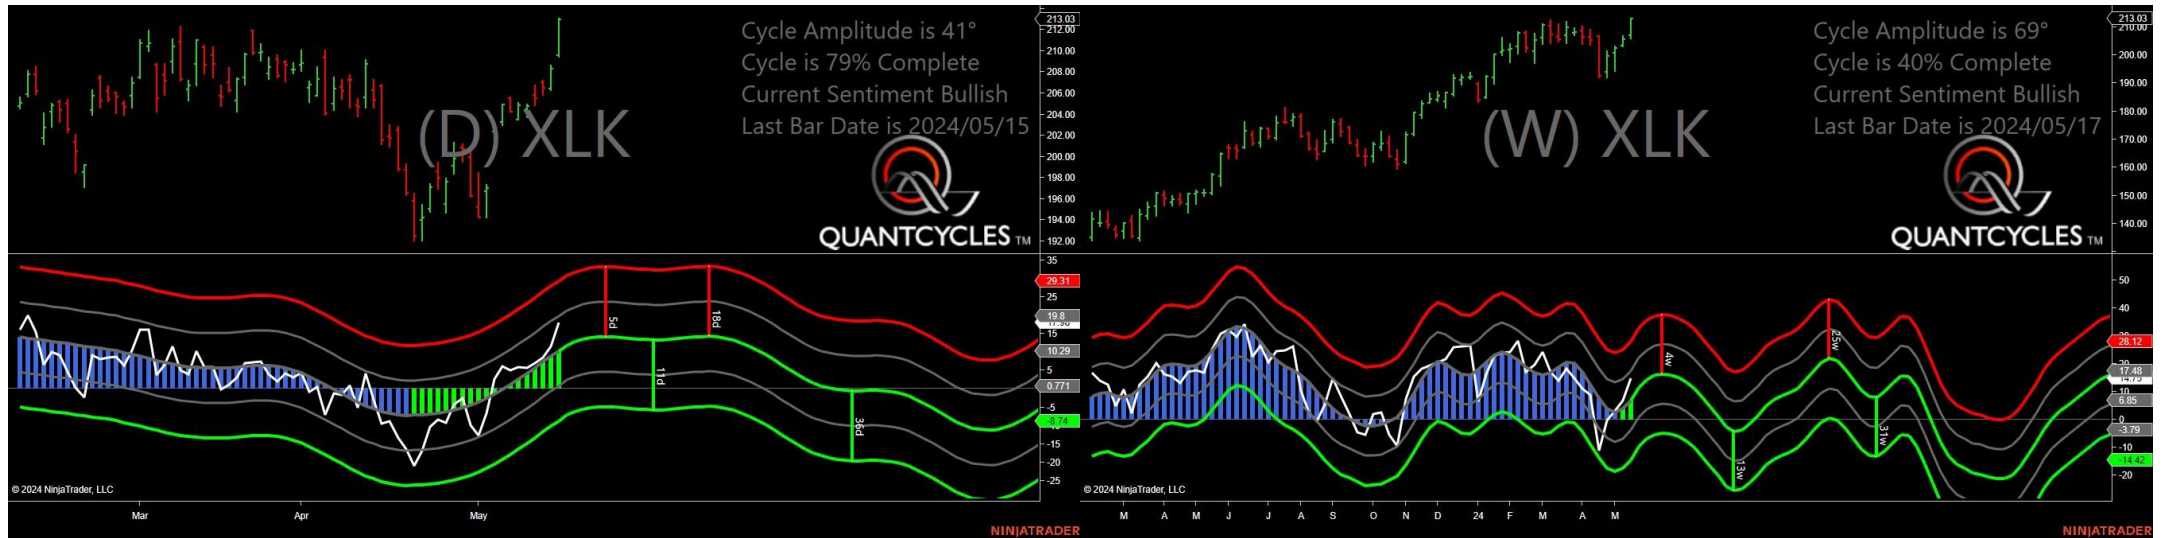 213.03
212.00
210.00
208.00
206.00
204.00
202.00
200.00
198.00
196.00
194.00
192.00
Cycle Amplitude is 41°
Cycle is 79% Complete
Current Sentiment Bullish
Last Bar Date is 2024/05/15
(D) XLK
QUANTCYCLES TM
35
29.31
25
19.8
15
10.29
5
0.771
-5
-8.74
-15
-20
-25
5d
18d
11d
36d
© 2024 NinjaTrader, LLC
Mar
Apr
May
NINJATRADER
213.03
210.00
200.00
190.00
180.00
170.00
160.00
150.00
140.00
Cycle Amplitude is 69°
Cycle is 40% Complete
Current Sentiment Bullish
Last Bar Date is 2024/05/17
(W) XLK
QUANTCYCLES TM
50
40
28.12
20
17.48
14.75
10
6.85
0
-3.79
-10
-14.42
-20
4w
25w
13w
31w
© 2024 NinjaTrader, LLC
M A M J J A S O N D 24 F M A M
NINJATRADER